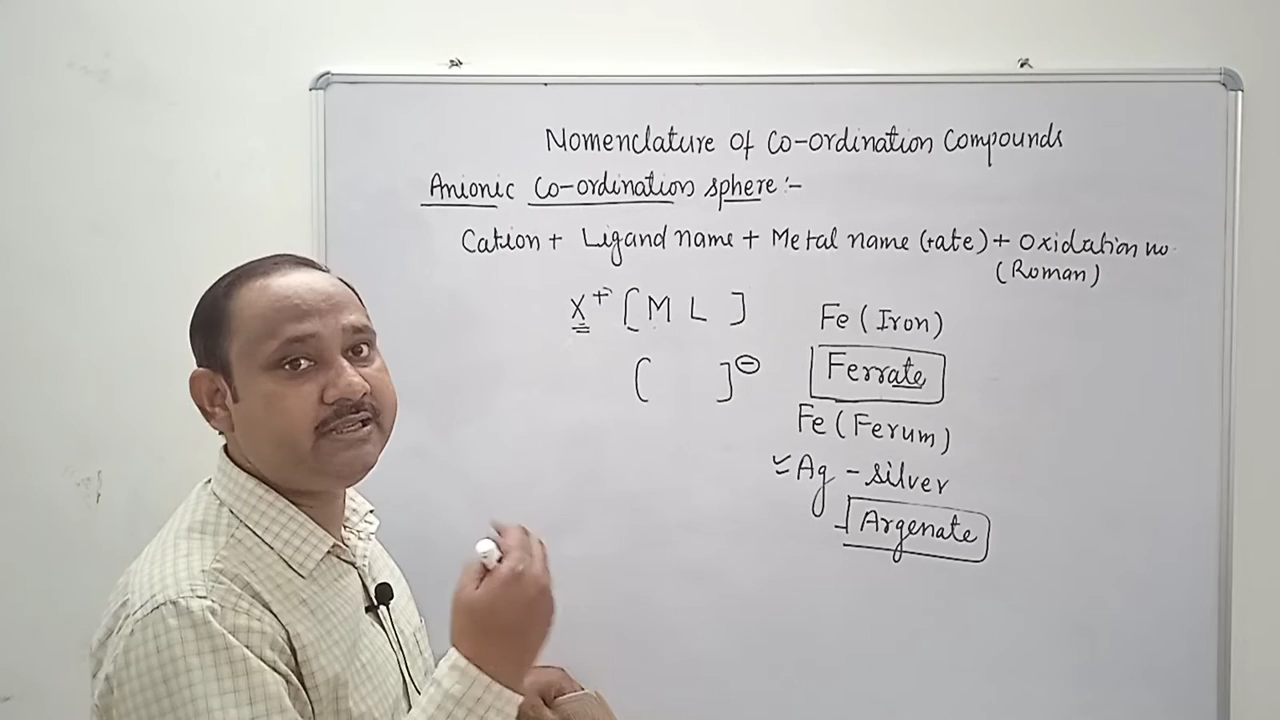 Nomenclature of Co-ordination Compounds
Anionic Co-ordination sphere :-
Cation + Ligand name + Metal name (+ate) + Oxidation no.
(Roman)
X⁺ [ M L ]
[ ]⊖
Fe (Iron)
Ferrate
Fe (Ferum)
Ag - silver
Argenate